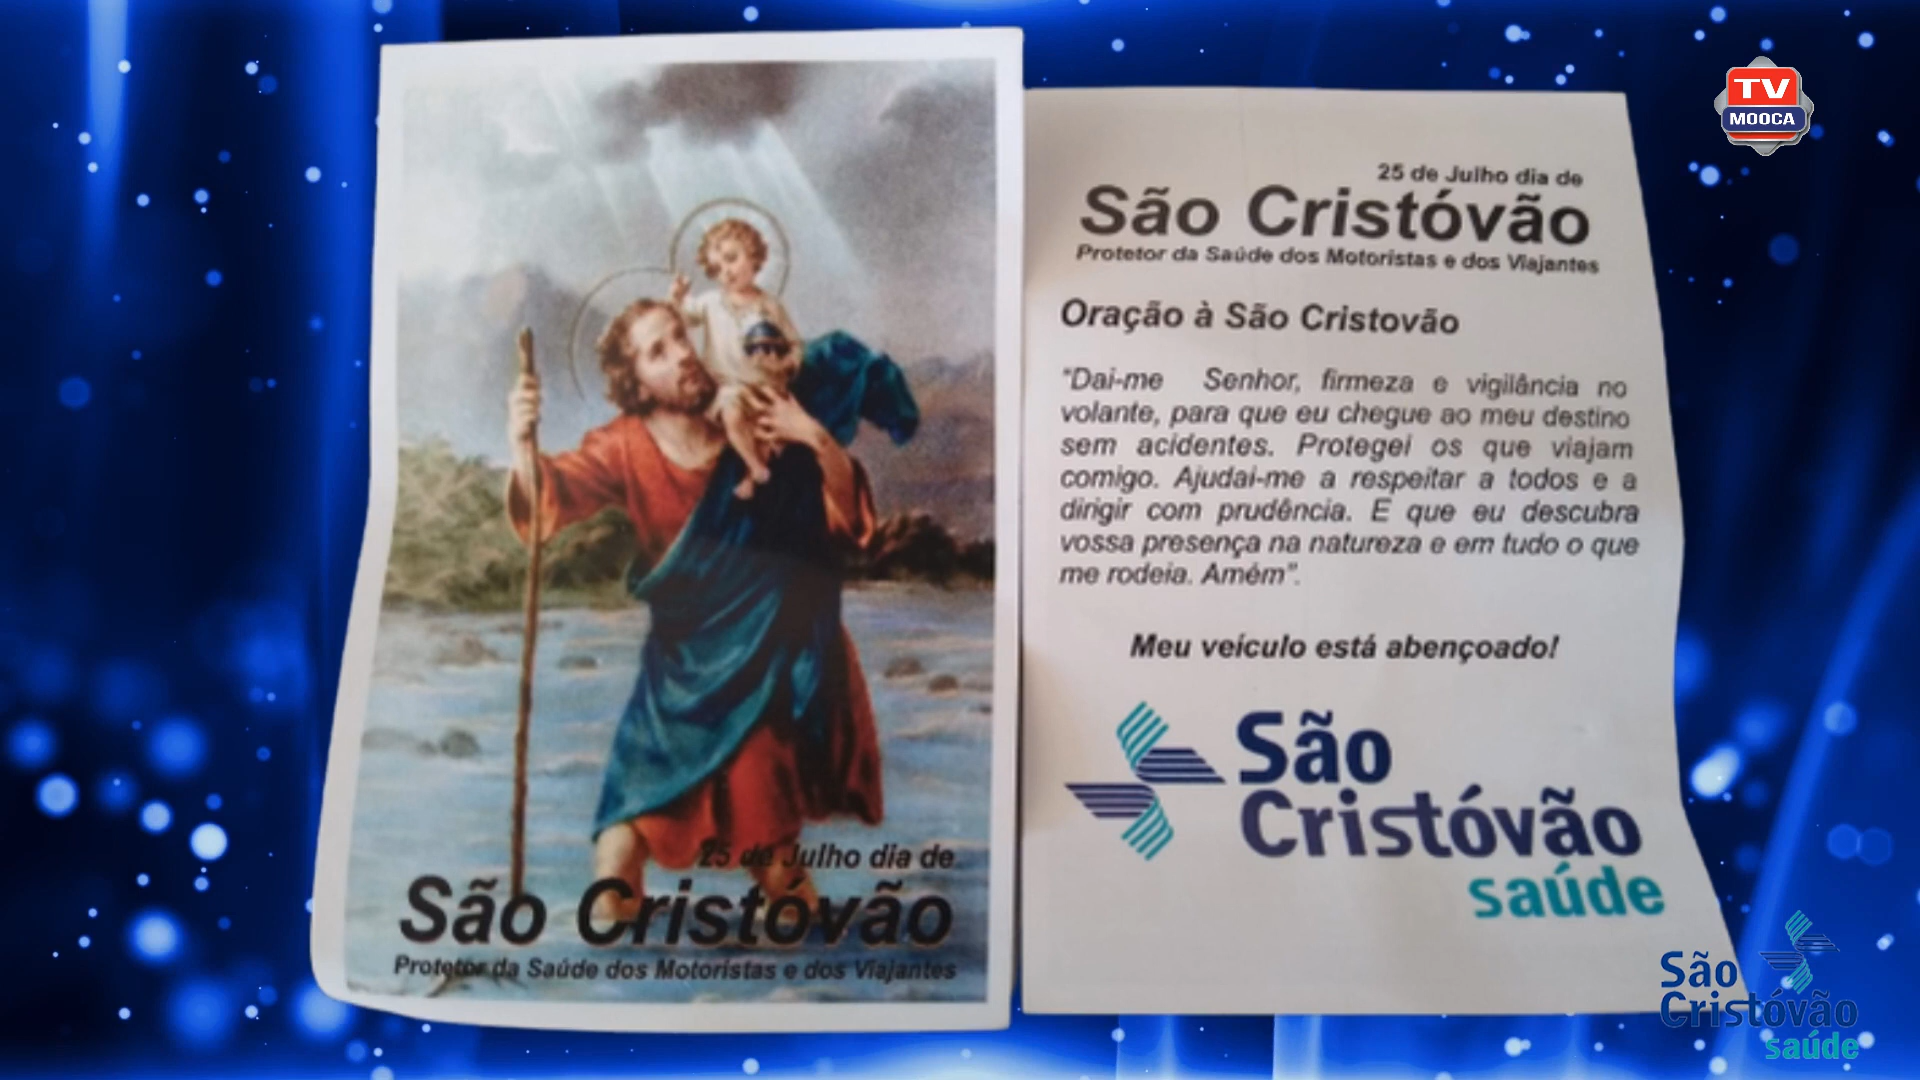 25 de Julho dia de
São Cristóvão
Protetor da Saúde dos Motoristas e dos Viajantes
TV
MOOCA
25 de Julho dia de
São Cristóvão
Protetor da Saúde dos Motoristas e dos Viajantes
Oração à São Cristovão
"Dai-me Senhor, firmeza e vigilância no
volante, para que eu chegue ao meu destino
sem acidentes. Protegei os que viajam
comigo. Ajudai-me a respeitar a todos e a
dirigir com prudência. E que eu descubra
vossa presença na natureza e em tudo o que
me rodeia. Amém".
Meu veículo está abençoado!
São
Cristóvão
saúde
São
Cristóvão
saúde